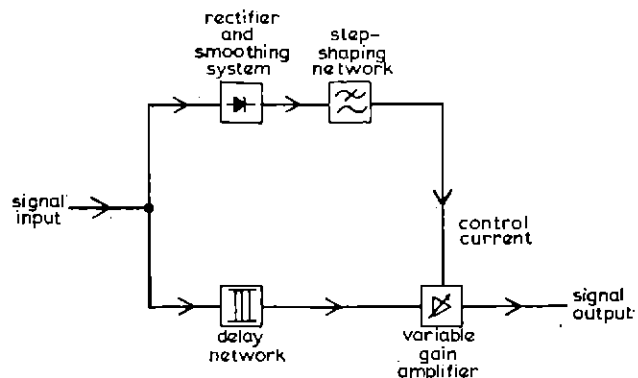 rectifier
and
smoothing
system
step-
shaping
network
signal
input
control
current
signal
output
delay
network
variable
gain
amplifier